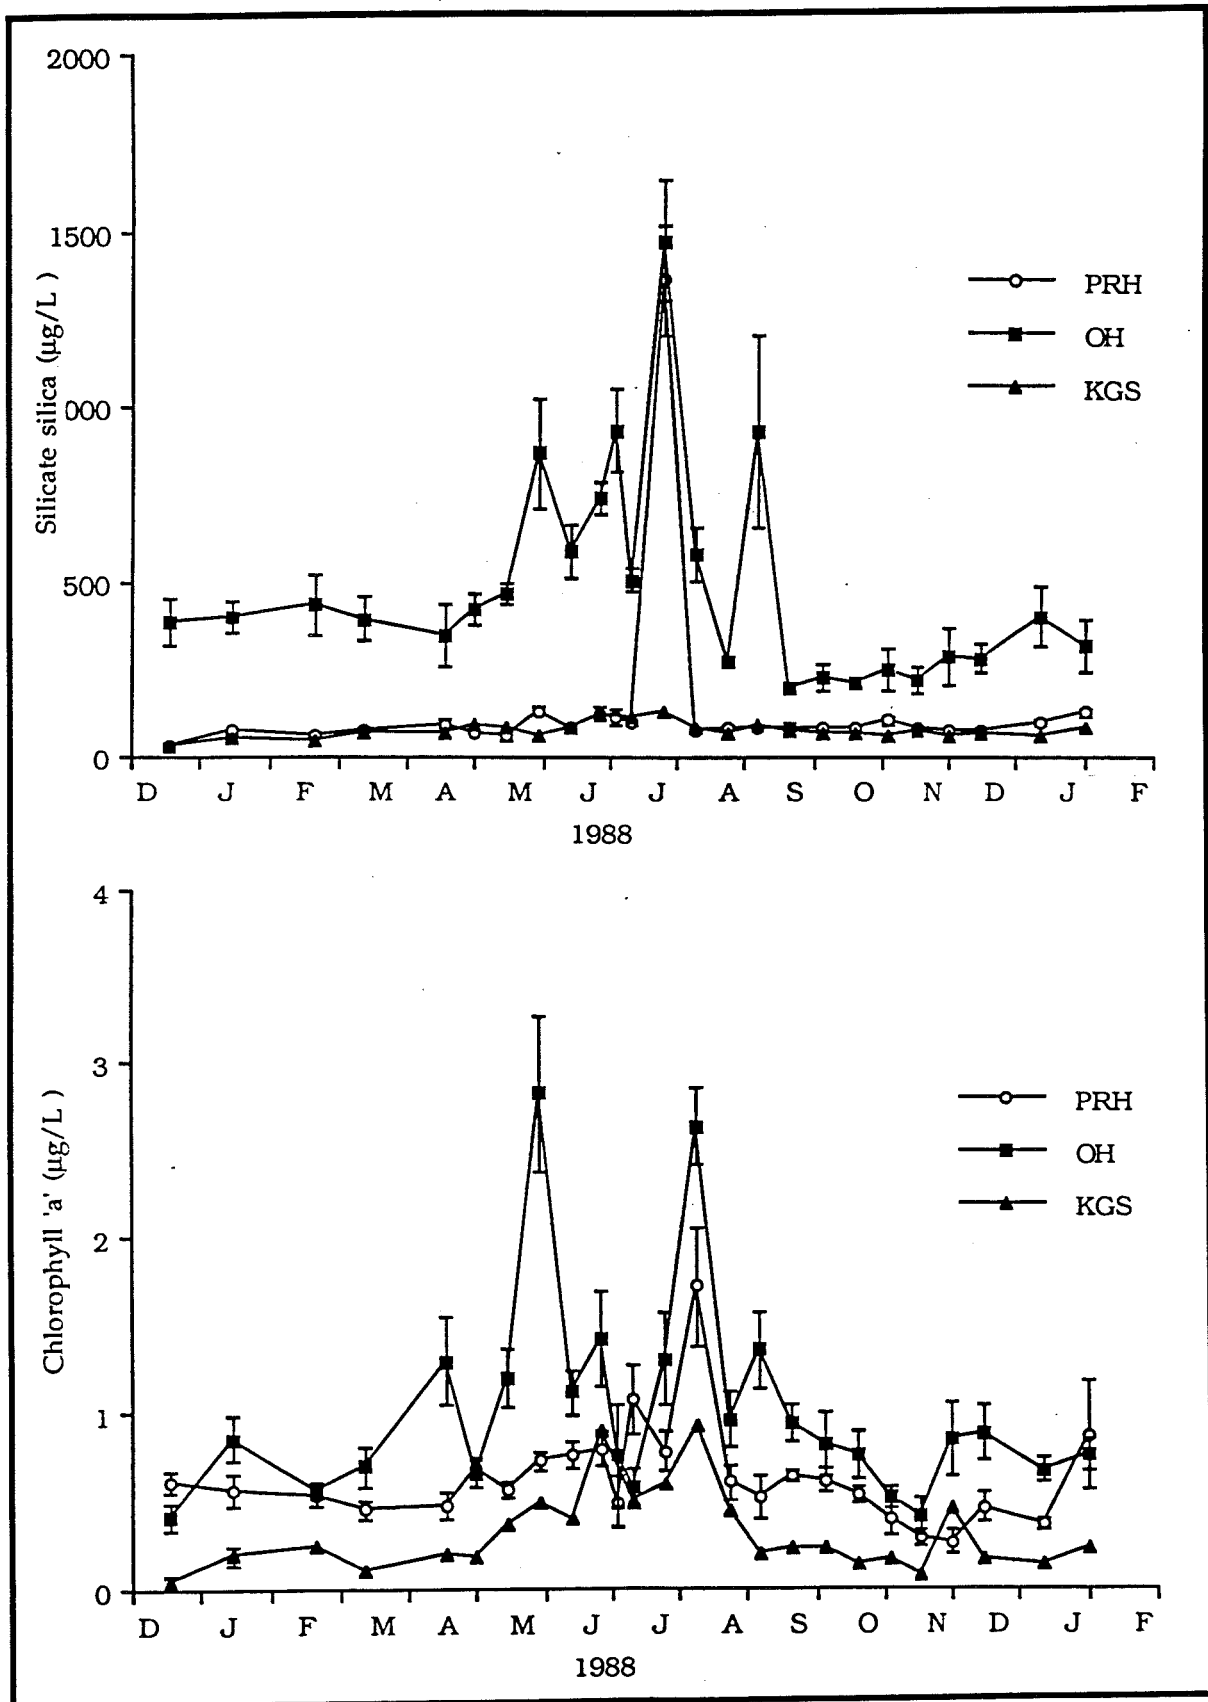 2000
1500
000
500
0
Silicate silica (µg/L )
PRH
OH
KGS
D J F M A M J J A S O N D J F
1988
4
3
2
1
0
Chlorophyll 'a' (µg/L )
PRH
OH
KGS
D J F M A M J J A S O N D J F
1988